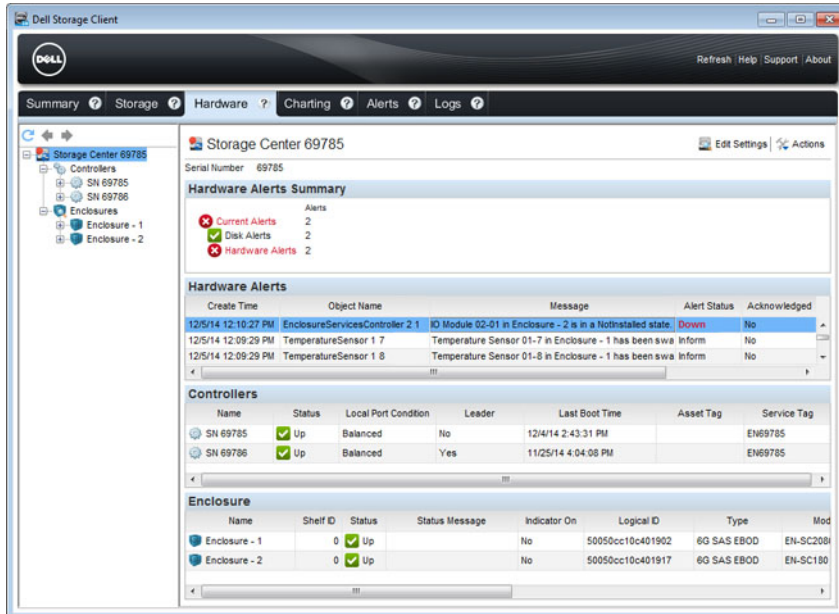 Dell Storage Client
DELL
Refresh | Help | Support | About
Summary ? Storage ? Hardware ? Charting ? Alerts ? Logs ?
Storage Center 69785
Controllers
SN 69785
SN 69786
Enclosures
Enclosure - 1
Enclosure - 2
Storage Center 69785
Edit Settings | Actions
Serial Number 69785
Hardware Alerts Summary
Alerts
Current Alerts 2
Disk Alerts 2
Hardware Alerts 2
Hardware Alerts
Create Time Object Name Message Alert Status Acknowledged
12/5/14 12:10:27 PM EnclosureServicesController 2 1 IO Module 02-01 in Enclosure - 2 is in a NotInstalled state. Down No
12/5/14 12:09:29 PM TemperatureSensor 1 7 Temperature Sensor 01-7 in Enclosure - 1 has been swa Inform No
12/5/14 12:09:29 PM TemperatureSensor 1 8 Temperature Sensor 01-8 in Enclosure - 1 has been swa Inform No
Controllers
Name Status Local Port Condition Leader Last Boot Time Asset Tag Service Tag
SN 69785 Up Balanced No 12/4/14 2:43:31 PM EN69785
SN 69786 Up Balanced Yes 11/25/14 4:04:08 PM EN69785
Enclosure
Name Shelf ID Status Status Message Indicator On Logical ID Type Mod
Enclosure - 1 0 Up No 50050cc10c401902 6G SAS EBOD EN-SC208
Enclosure - 2 0 Up No 50050cc10c401917 6G SAS EBOD EN-SC180